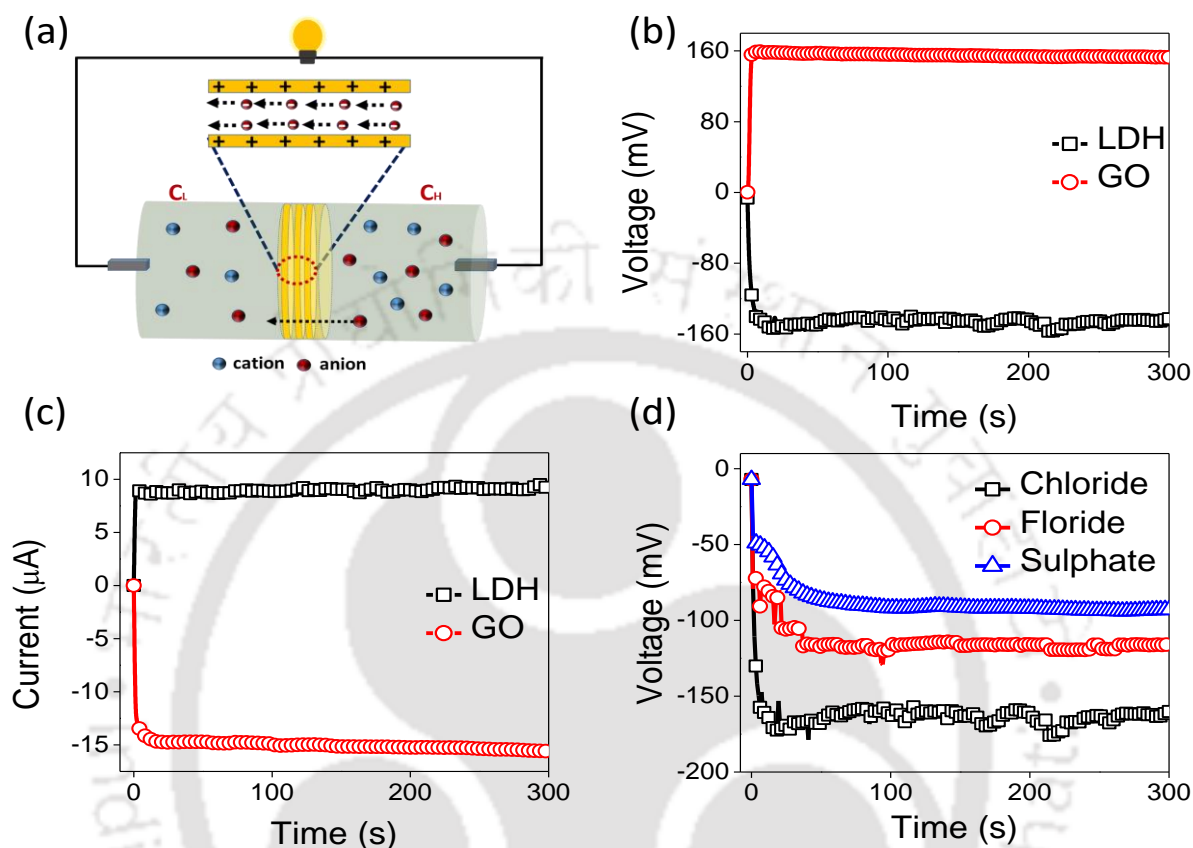 (a)
C_L
C_H
cation
anion
(b)
Voltage (mV)
160
80
0
-80
-160
LDH
GO
0
100
200
300
Time (s)
(c)
Current (μA)
10
5
0
-5
-10
-15
LDH
GO
0
100
200
300
Time (s)
(d)
Voltage (mV)
0
-50
-100
-150
-200
Chloride
Floride
Sulphate
0
100
200
300
Time (s)